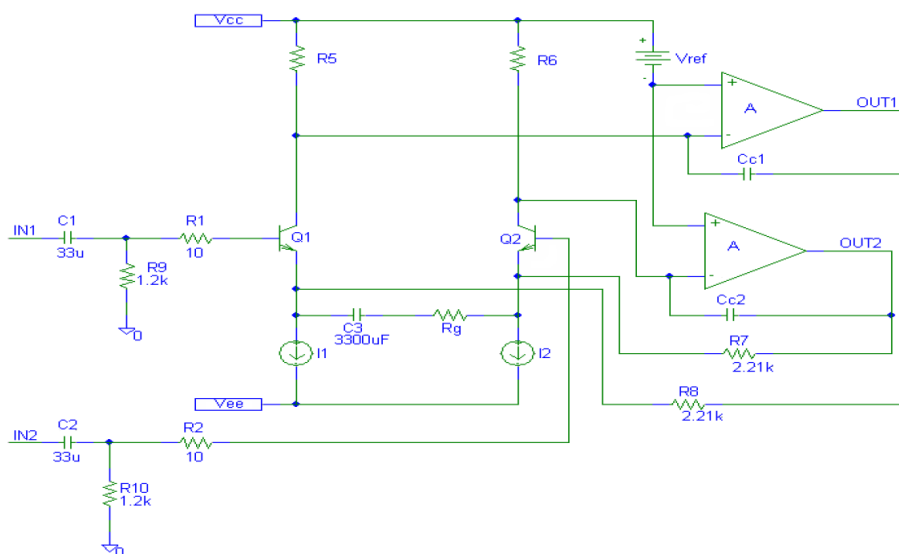 Vcc
R5
R6
+
Vref
-
+
A
OUT1
-
Cc1
IN1
C1
33u
R1
10
Q1
Q2
+
A
OUT2
-
Cc2
R9
1.2k
0
C3
3300uF
Rg
I1
I2
R7
2.21k
R8
2.21k
Vee
IN2
C2
33u
R2
10
R10
1.2k
0